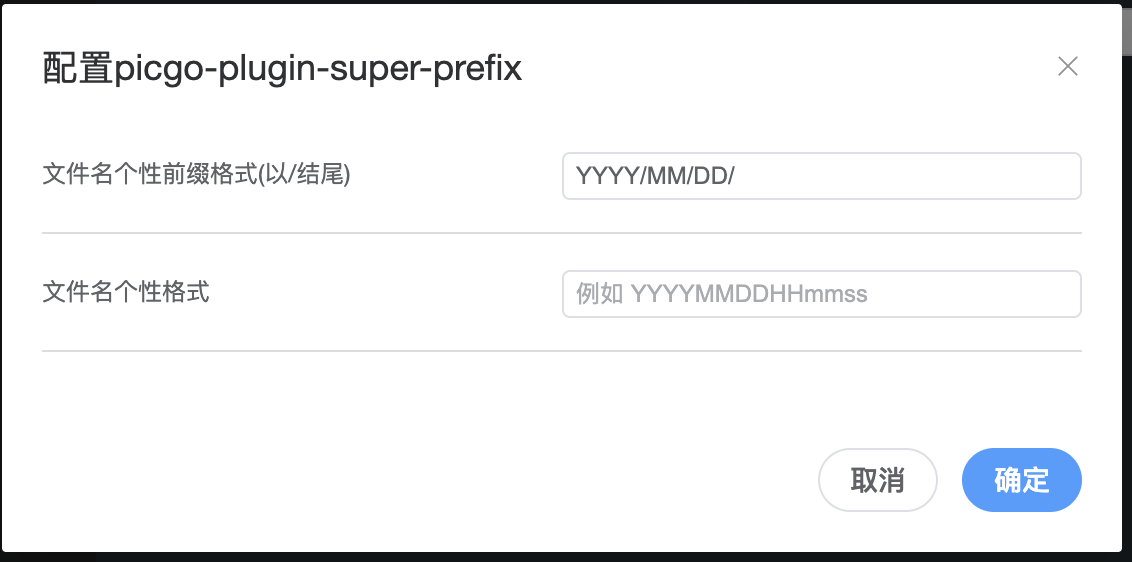 配置picgo-plugin-super-prefix
文件名个性前缀格式(以/结尾)
YYYY/MM/DD/
文件名个性格式
例如 YYYYMMDDHHmmss
取消
确定